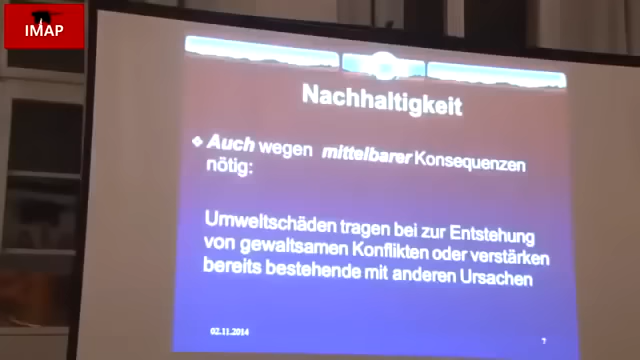 IMAP
Nachhaltigkeit
❖ Auch wegen mittelbarer Konsequenzen
nötig:
Umweltschäden tragen bei zur Entstehung
von gewaltsamen Konflikten oder verstärken
bereits bestehende mit anderen Ursachen
02.11.2014
7